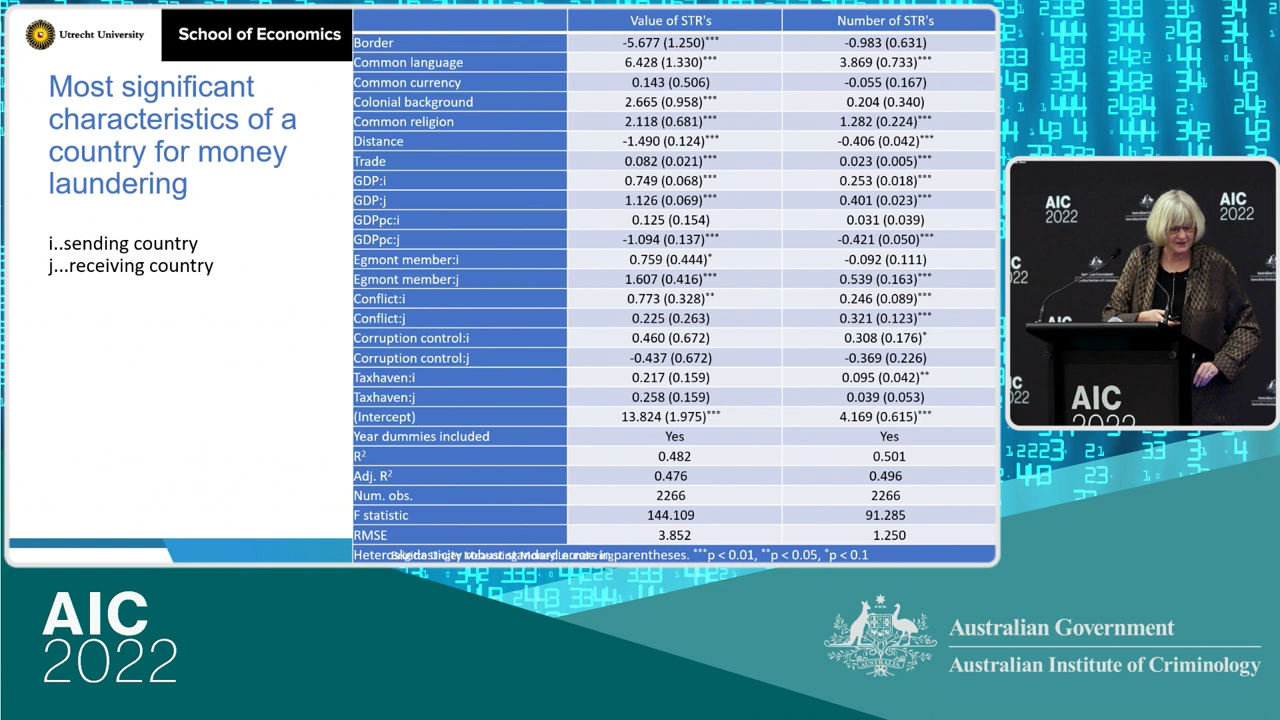 Utrecht University
School of Economics
Most significant
characteristics of a
country for money
laundering
i..sending country
j...receiving country
Value of STR's Number of STR's
Border -5.677 (1.250)*** -0.983 (0.631)
Common language 6.428 (1.330)*** 3.869 (0.733)***
Common currency 0.143 (0.506) -0.055 (0.167)
Colonial background 2.665 (0.958)*** 0.204 (0.340)
Common religion 2.118 (0.681)*** 1.282 (0.224)***
Distance -1.490 (0.124)*** -0.406 (0.042)***
Trade 0.082 (0.021)*** 0.023 (0.005)***
GDP:i 0.749 (0.068)*** 0.253 (0.018)***
GDP:j 1.126 (0.069)*** 0.401 (0.023)***
GDPpc:i 0.125 (0.154) 0.031 (0.039)
GDPpc:j -1.094 (0.137)*** -0.421 (0.050)***
Egmont member:i 0.759 (0.444)* -0.092 (0.111)
Egmont member:j 1.607 (0.416)*** 0.539 (0.163)***
Conflict:i 0.773 (0.328)** 0.246 (0.089)***
Conflict:j 0.225 (0.263) 0.321 (0.123)***
Corruption control:i 0.460 (0.672) 0.308 (0.176)*
Corruption control:j -0.437 (0.672) -0.369 (0.226)
Taxhaven:i 0.217 (0.159) 0.095 (0.042)**
Taxhaven:j 0.258 (0.159) 0.039 (0.053)
(Intercept) 13.824 (1.975)*** 4.169 (0.615)***
Year dummies included Yes Yes
R² 0.482 0.501
Adj. R² 0.476 0.496
Num. obs. 2266 2266
F statistic 144.109 91.285
RMSE 3.852 1.250
parentheses. ***p < 0.01, **p < 0.05, *p < 0.1
AIC
2022
AIC
2022
AIC
AIC
2022
Australian Government
Australian Institute of Criminology